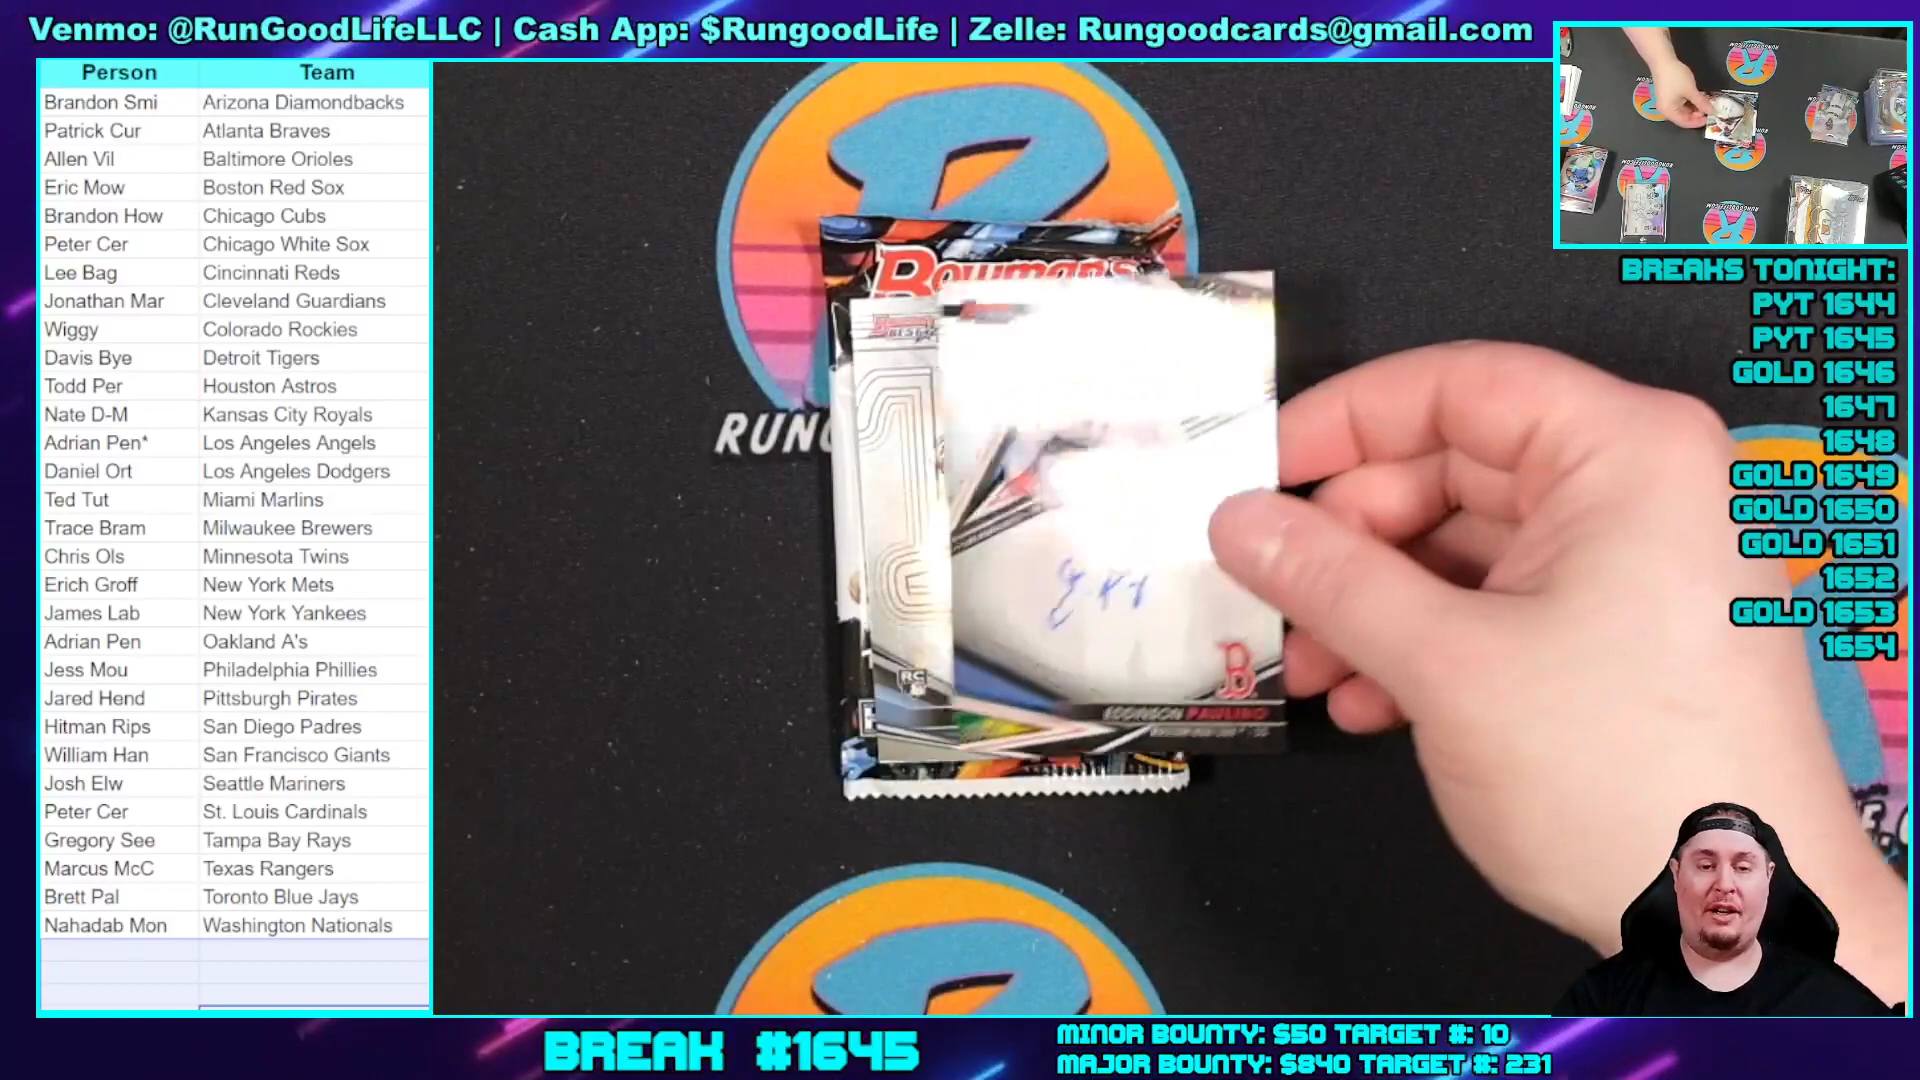 Venmo: @RunGoodLifeLLC | Cash App: $RungoodLife | Zelle: Rungoodcards@gmail.com
Person Team
Brandon Smi Arizona Diamondbacks
Patrick Cur Atlanta Braves
Allen Vil Baltimore Orioles
Eric Mow Boston Red Sox
Brandon How Chicago Cubs
Peter Cer Chicago White Sox
Lee Bag Cincinnati Reds
Jonathan Mar Cleveland Guardians
Wiggy Colorado Rockies
Davis Bye Detroit Tigers
Todd Per Houston Astros
Nate D-M Kansas City Royals
Adrian Pen* Los Angeles Angels
Daniel Ort Los Angeles Dodgers
Ted Tut Miami Marlins
Trace Bram Milwaukee Brewers
Chris Ols Minnesota Twins
Erich Groff New York Mets
James Lab New York Yankees
Adrian Pen Oakland A's
Jess Mou Philadelphia Phillies
Jared Hend Pittsburgh Pirates
Hitman Rips San Diego Padres
William Han San Francisco Giants
Josh Elw Seattle Mariners
Peter Cer St. Louis Cardinals
Gregory See Tampa Bay Rays
Marcus McC Texas Rangers
Brett Pal Toronto Blue Jays
Nahadab Mon Washington Nationals
Bowman's
BEST
RC
B
PAULINO
BREAKS TONIGHT:
PYT 1644
PYT 1645
GOLD 1646
1647
1648
GOLD 1649
GOLD 1650
GOLD 1651
1652
GOLD 1653
1654
BREAK #1645
MINOR BOUNTY: $50 TARGET #: 10
MAJOR BOUNTY: $840 TARGET #: 231